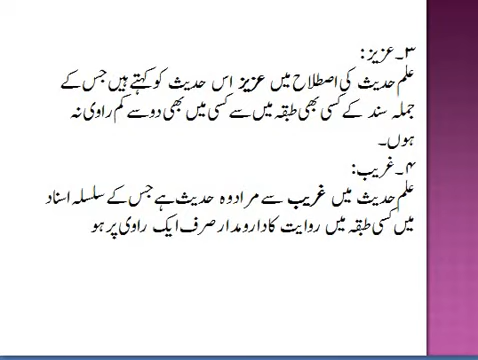 ۳۔عزیز:
علم حدیث کی اصطلاح میں عزیز اس حدیث کو کہتے ہیں جس کے
جملہ سند کے کسی بھی طبقہ میں سے کسی میں بھی دو سے کم راوی نہ
ہوں۔
۴۔غریب:
علم حدیث میں غریب سے مراد وہ حدیث ہے جس کے سلسلہ اسناد
میں کسی طبقہ میں روایت کا دارومدار صرف ایک راوی پر ہو